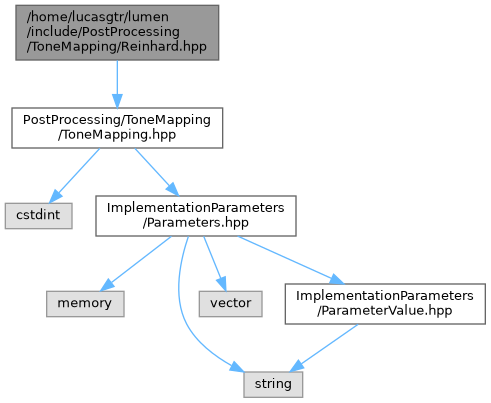 /home/lucasgtr/lumen
/include/PostProcessing
/ToneMapping/Reinhard.hpp
PostProcessing/ToneMapping
/ToneMapping.hpp
cstdint
ImplementationParameters
/Parameters.hpp
memory
vector
ImplementationParameters
/ParameterValue.hpp
string